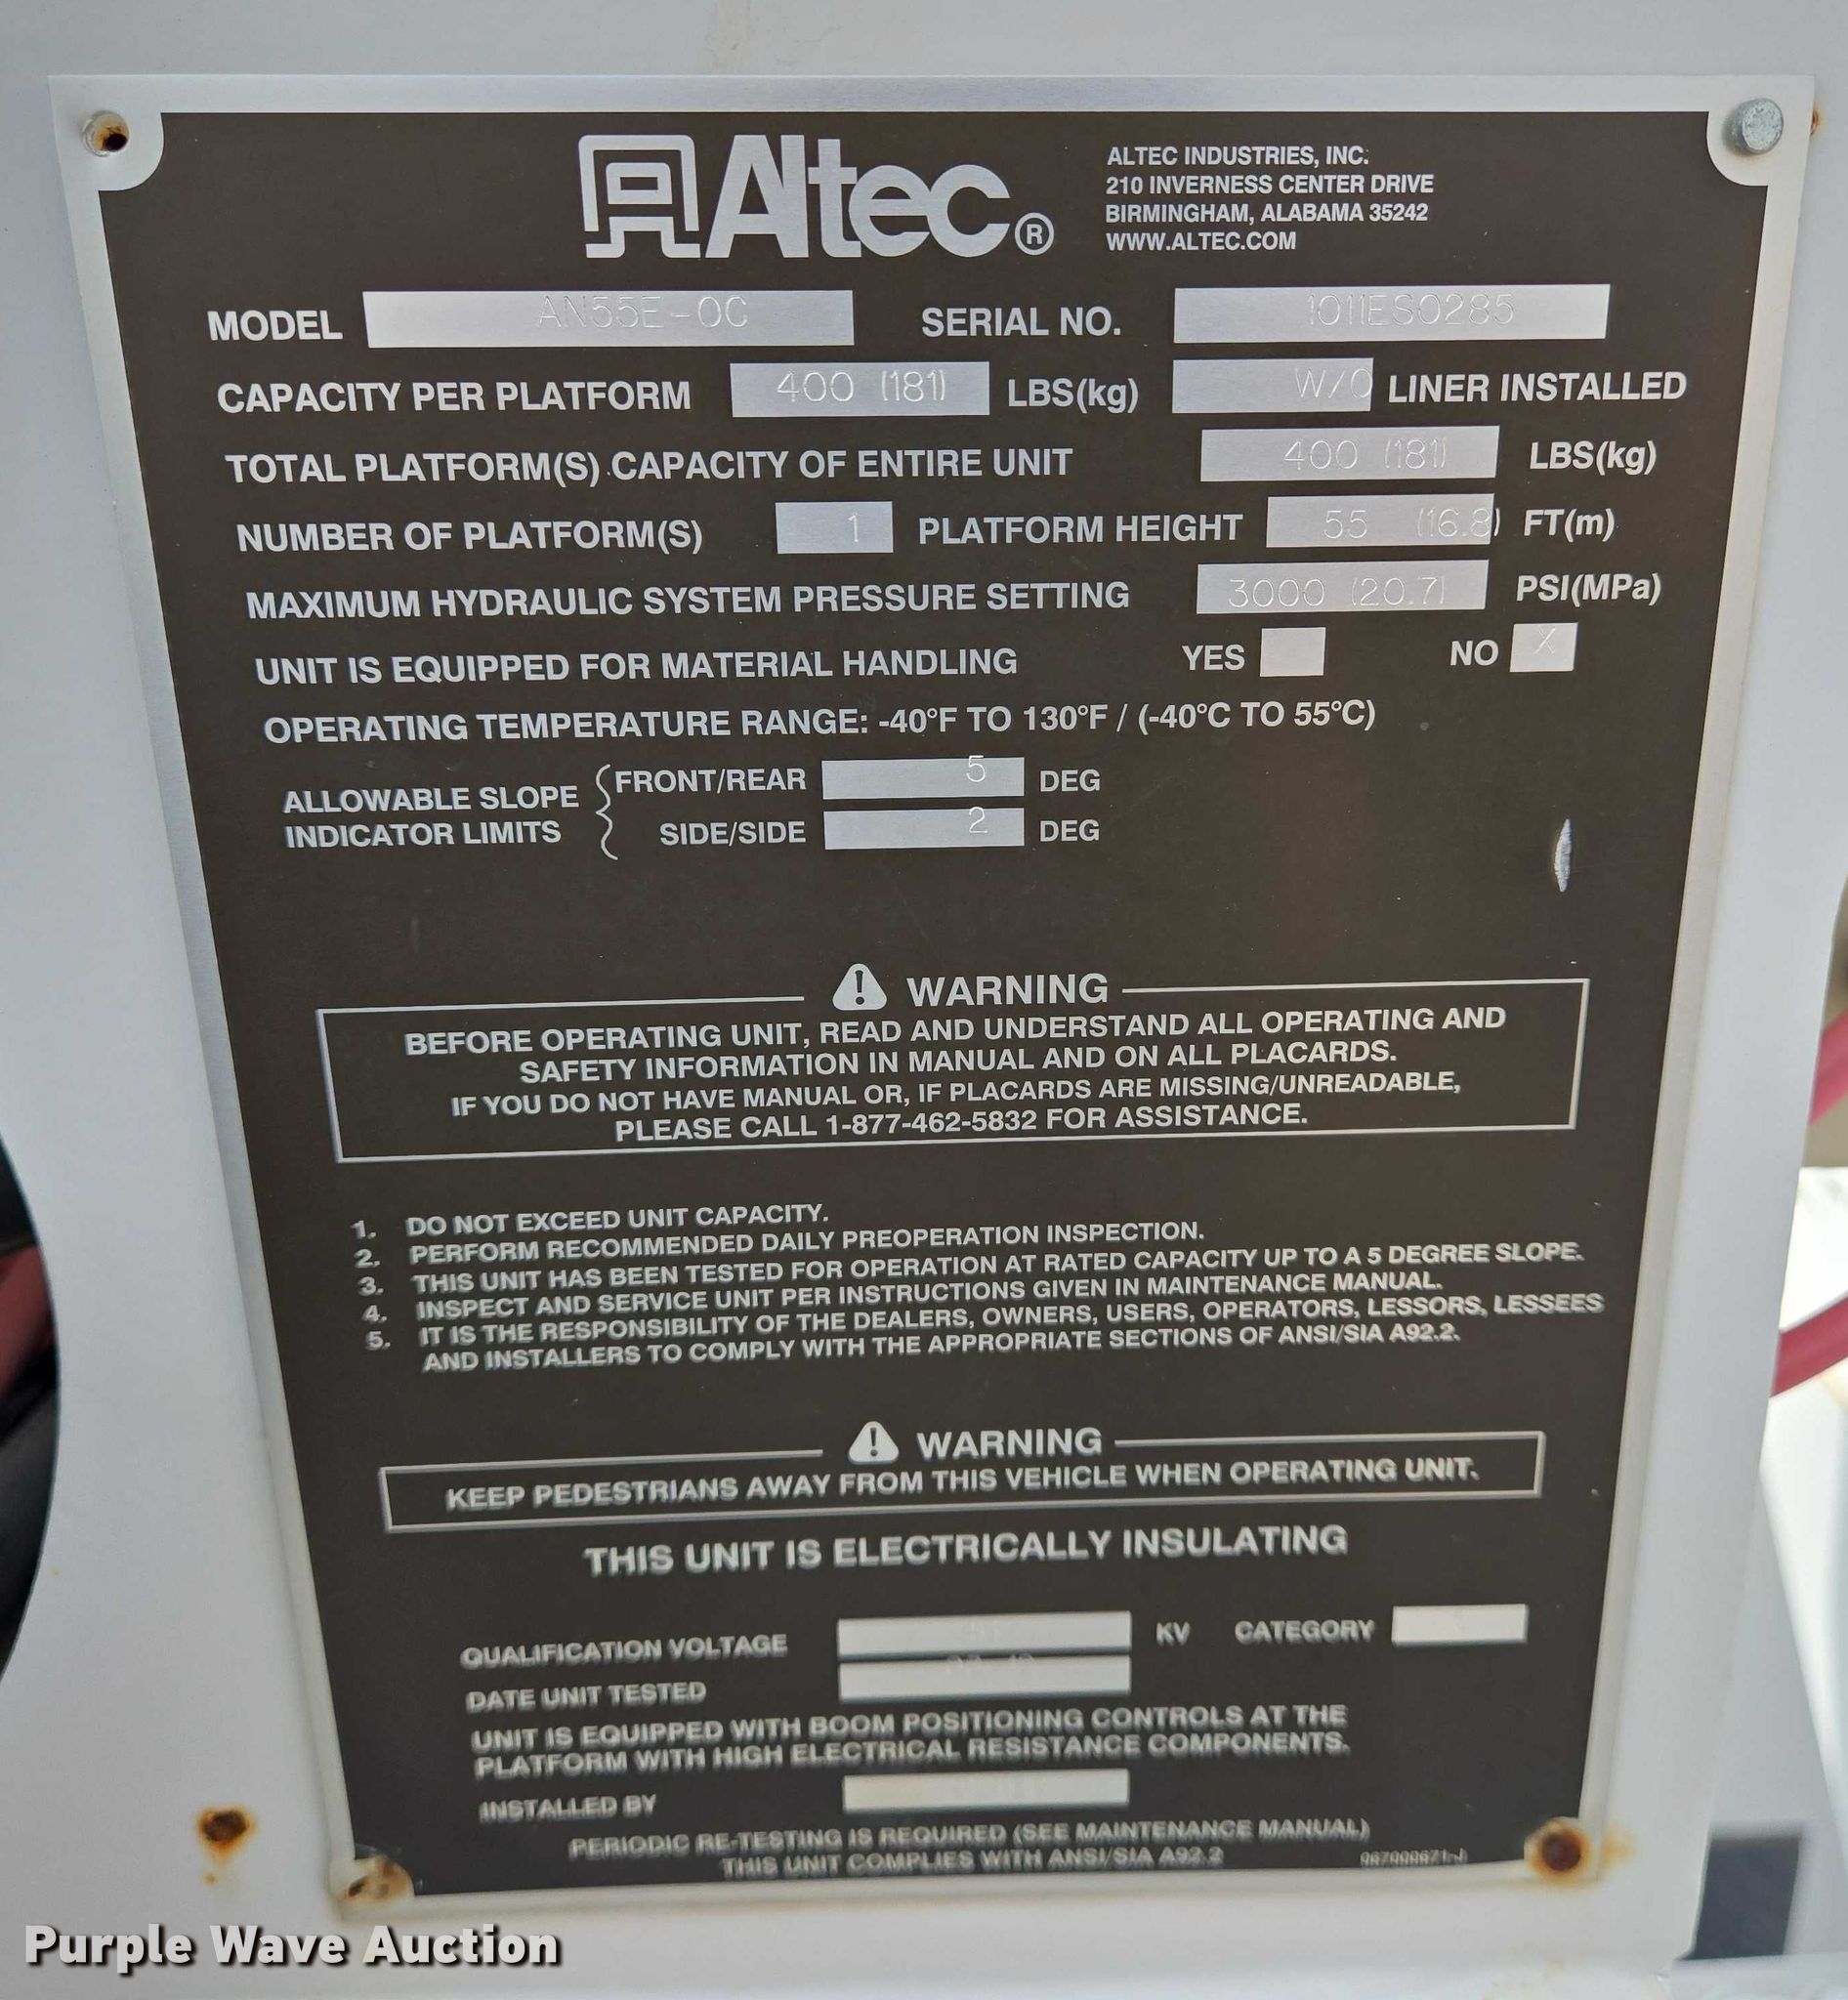 Altec®
ALTEC INDUSTRIES, INC.
210 INVERNESS CENTER DRIVE
BIRMINGHAM, ALABAMA 35242
WWW.ALTEC.COM
MODEL AN55E-OC SERIAL NO. 1011ES0285
CAPACITY PER PLATFORM 400 (181) LBS(kg) W/O LINER INSTALLED
TOTAL PLATFORM(S) CAPACITY OF ENTIRE UNIT 400 (181) LBS(kg)
NUMBER OF PLATFORM(S) 1 PLATFORM HEIGHT 55 (16.8) FT(m)
MAXIMUM HYDRAULIC SYSTEM PRESSURE SETTING 3000 (20.7) PSI(MPa)
UNIT IS EQUIPPED FOR MATERIAL HANDLING YES NO X
OPERATING TEMPERATURE RANGE: -40°F TO 130°F / (-40°C TO 55°C)
ALLOWABLE SLOPE INDICATOR LIMITS
FRONT/REAR 5 DEG
SIDE/SIDE 2 DEG
WARNING
BEFORE OPERATING UNIT, READ AND UNDERSTAND ALL OPERATING AND
SAFETY INFORMATION IN MANUAL AND ON ALL PLACARDS.
IF YOU DO NOT HAVE MANUAL OR, IF PLACARDS ARE MISSING/UNREADABLE,
PLEASE CALL 1-877-462-5832 FOR ASSISTANCE.
1. DO NOT EXCEED UNIT CAPACITY.
2. PERFORM RECOMMENDED DAILY PREOPERATION INSPECTION.
3. THIS UNIT HAS BEEN TESTED FOR OPERATION AT RATED CAPACITY UP TO A 5 DEGREE SLOPE.
4. INSPECT AND SERVICE UNIT PER INSTRUCTIONS GIVEN IN MAINTENANCE MANUAL.
5. IT IS THE RESPONSIBILITY OF THE DEALERS, OWNERS, USERS, OPERATORS, LESSORS, LESSEES
AND INSTALLERS TO COMPLY WITH THE APPROPRIATE SECTIONS OF ANSI/SIA A92.2.
WARNING
KEEP PEDESTRIANS AWAY FROM THIS VEHICLE WHEN OPERATING UNIT.
THIS UNIT IS ELECTRICALLY INSULATING
QUALIFICATION VOLTAGE KV CATEGORY
DATE UNIT TESTED
UNIT IS EQUIPPED WITH BOOM POSITIONING CONTROLS AT THE
PLATFORM WITH HIGH ELECTRICAL RESISTANCE COMPONENTS.
INSTALLED BY
PERIODIC RE-TESTING IS REQUIRED (SEE MAINTENANCE MANUAL)
THIS UNIT COMPLIES WITH ANSI/SIA A92.2
Purple Wave Auction